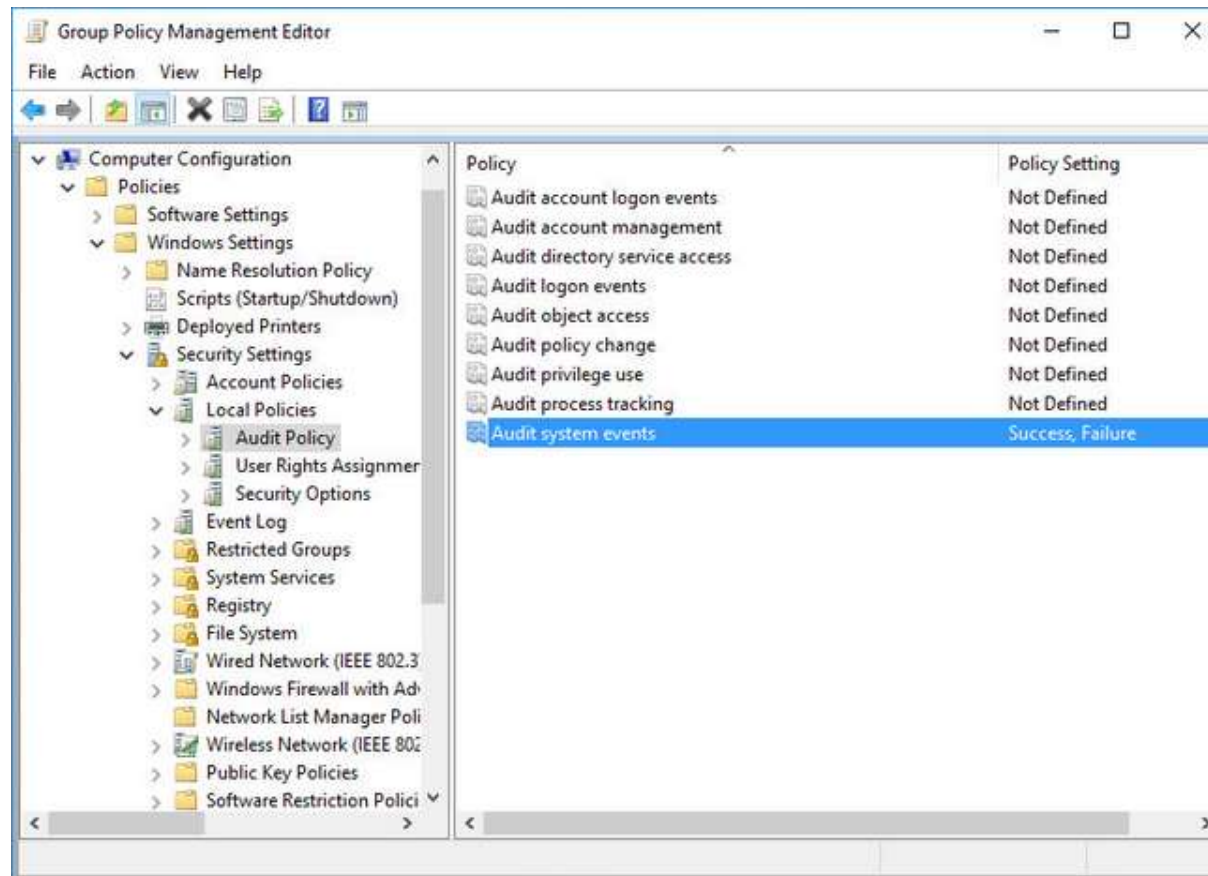 Group Policy Management Editor
File Action View Help
Computer Configuration
Policies
Software Settings
Windows Settings
Name Resolution Policy
Scripts (Startup/Shutdown)
Deployed Printers
Security Settings
Account Policies
Local Policies
Audit Policy
User Rights Assignmer
Security Options
Event Log
Restricted Groups
System Services
Registry
File System
Wired Network (IEEE 802.3
Windows Firewall with Adv
Network List Manager Poli
Wireless Network (IEEE 802
Public Key Policies
Software Restriction Polici
Policy Policy Setting
Audit account logon events Not Defined
Audit account management Not Defined
Audit directory service access Not Defined
Audit logon events Not Defined
Audit object access Not Defined
Audit policy change Not Defined
Audit privilege use Not Defined
Audit process tracking Not Defined
Audit system events Success, Failure